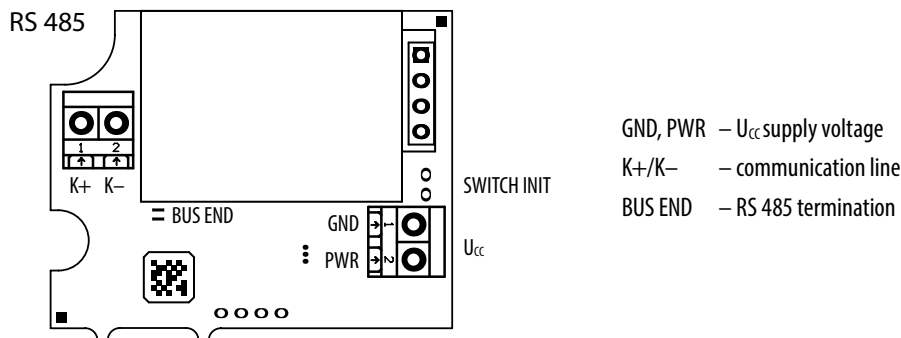 RS 485
1 2
K+ K–
BUS END
SWITCH INIT
GND 1
PWR 2
Ucc
GND, PWR – Ucc supply voltage
K+/K– – communication line
BUS END – RS 485 termination